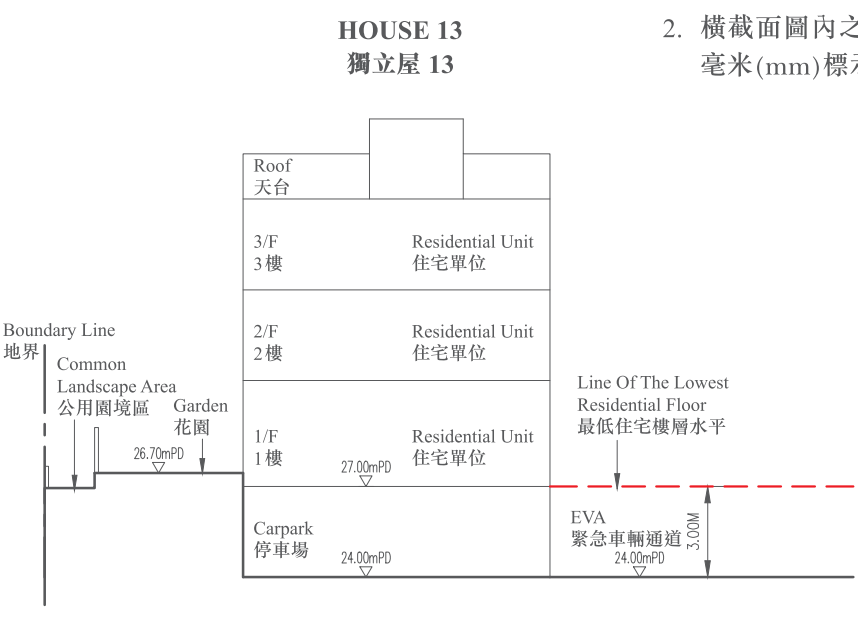 HOUSE 13
獨立屋 13
2. 橫截面圖內之
毫米(mm)標示
Roof
天台
3/F
3樓
Residential Unit
住宅單位
2/F
2樓
Residential Unit
住宅單位
Boundary Line
地界
Common
Landscape Area
公用園境區
Garden
花園
26.70mPD
1/F
1樓
Residential Unit
住宅單位
27.00mPD
Line Of The Lowest
Residential Floor
最低住宅樓層水平
Carpark
停車場
24.00mPD
EVA
緊急車輛通道
24.00mPD
3.00M